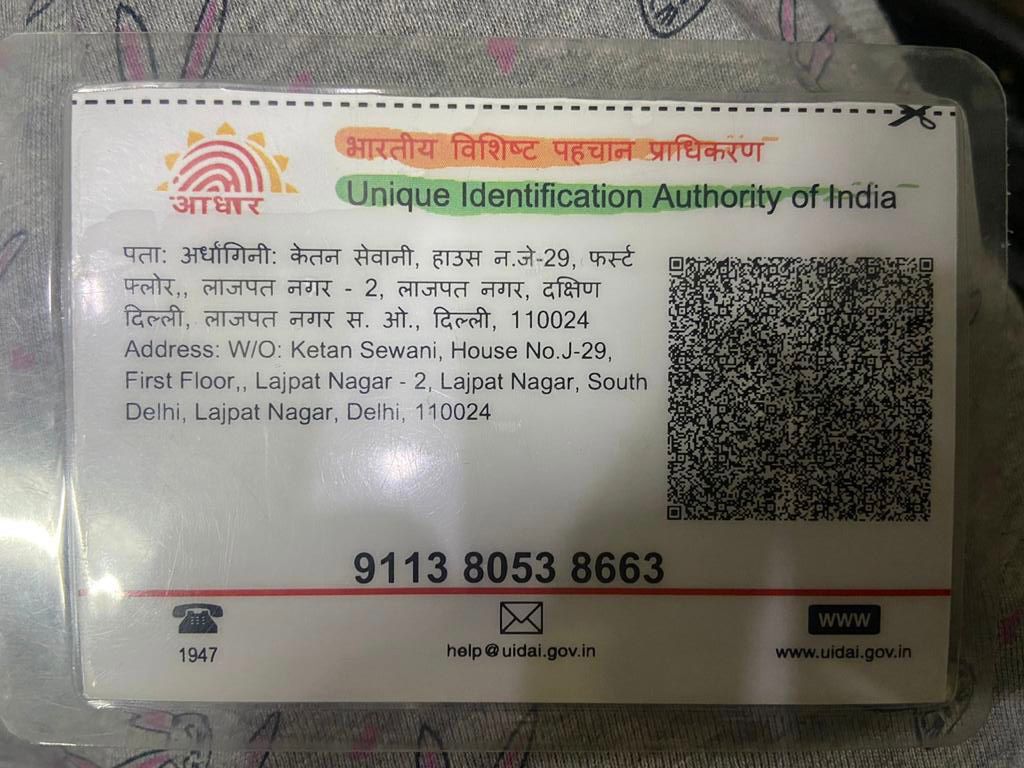 आधार
भारतीय विशिष्ट पहचान प्राधिकरण
Unique Identification Authority of India
पता: अर्धांगिनी: केतन सेवानी, हाउस न.जे-29, फर्स्ट
फ्लोर,, लाजपत नगर - 2, लाजपत नगर, दक्षिण
दिल्ली, लाजपत नगर स. ओ., दिल्ली, 110024
Address: W/O: Ketan Sewani, House No.J-29,
First Floor,, Lajpat Nagar - 2, Lajpat Nagar, South
Delhi, Lajpat Nagar, Delhi, 110024
9113 8053 8663
WWW
1947
help@uidai.gov.in
www.uidai.gov.in